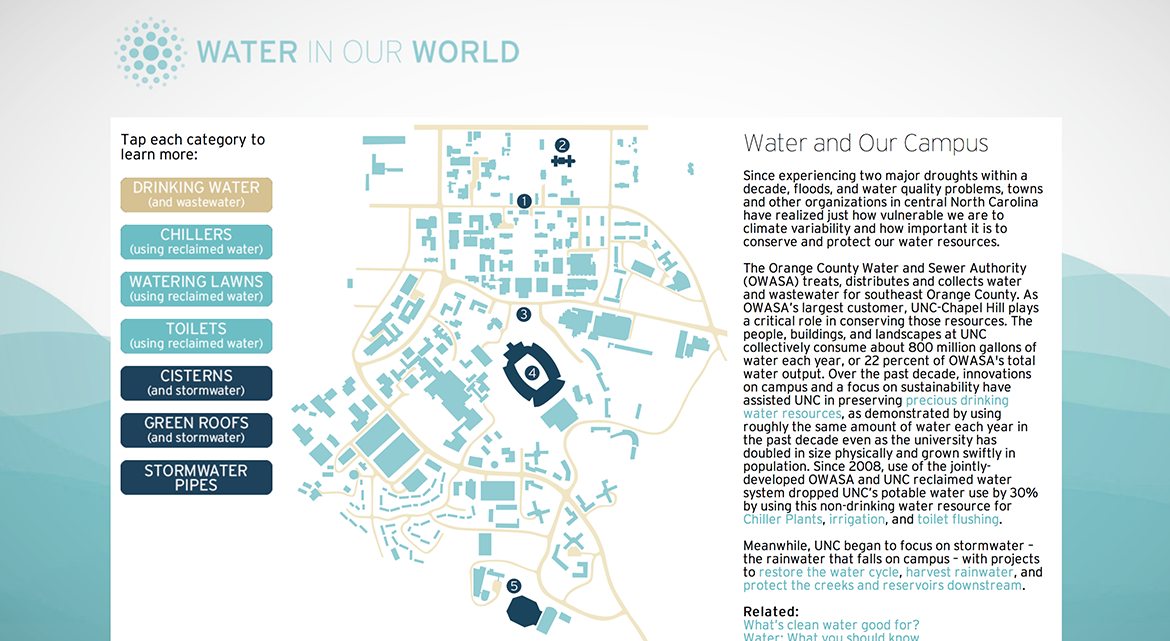 WATER IN OUR WORLD
Tap each category to
learn more:
DRINKING WATER
(and wastewater)
CHILLERS
(using reclaimed water)
WATERING LAWNS
(using reclaimed water)
TOILETS
(using reclaimed water)
CISTERNS
(and stormwater)
GREEN ROOFS
(and stormwater)
STORMWATER
PIPES
2
1
3
4
5
Water and Our Campus
Since experiencing two major droughts within a
decade, floods, and water quality problems, towns
and other organizations in central North Carolina
have realized just how vulnerable we are to
climate variability and how important it is to
conserve and protect our water resources.
The Orange County Water and Sewer Authority
(OWASA) treats, distributes and collects water
and wastewater for southeast Orange County. As
OWASA's largest customer, UNC-Chapel Hill plays
a critical role in conserving those resources. The
people, buildings, and landscapes at UNC
collectively consume about 800 million gallons of
water each year, or 22 percent of OWASA's total
water output. Over the past decade, innovations
on campus and a focus on sustainability have
assisted UNC in preserving precious drinking
water resources, as demonstrated by using
roughly the same amount of water each year in
the past decade even as the university has
doubled in size physically and grown swiftly in
population. Since 2008, use of the jointly-
developed OWASA and UNC reclaimed water
system dropped UNC's potable water use by 30%
by using this non-drinking water resource for
Chiller Plants, irrigation, and toilet flushing.
Meanwhile, UNC began to focus on stormwater –
the rainwater that falls on campus – with projects
to restore the water cycle, harvest rainwater, and
protect the creeks and reservoirs downstream.
Related:
What's clean water good for?
Water: What you should know